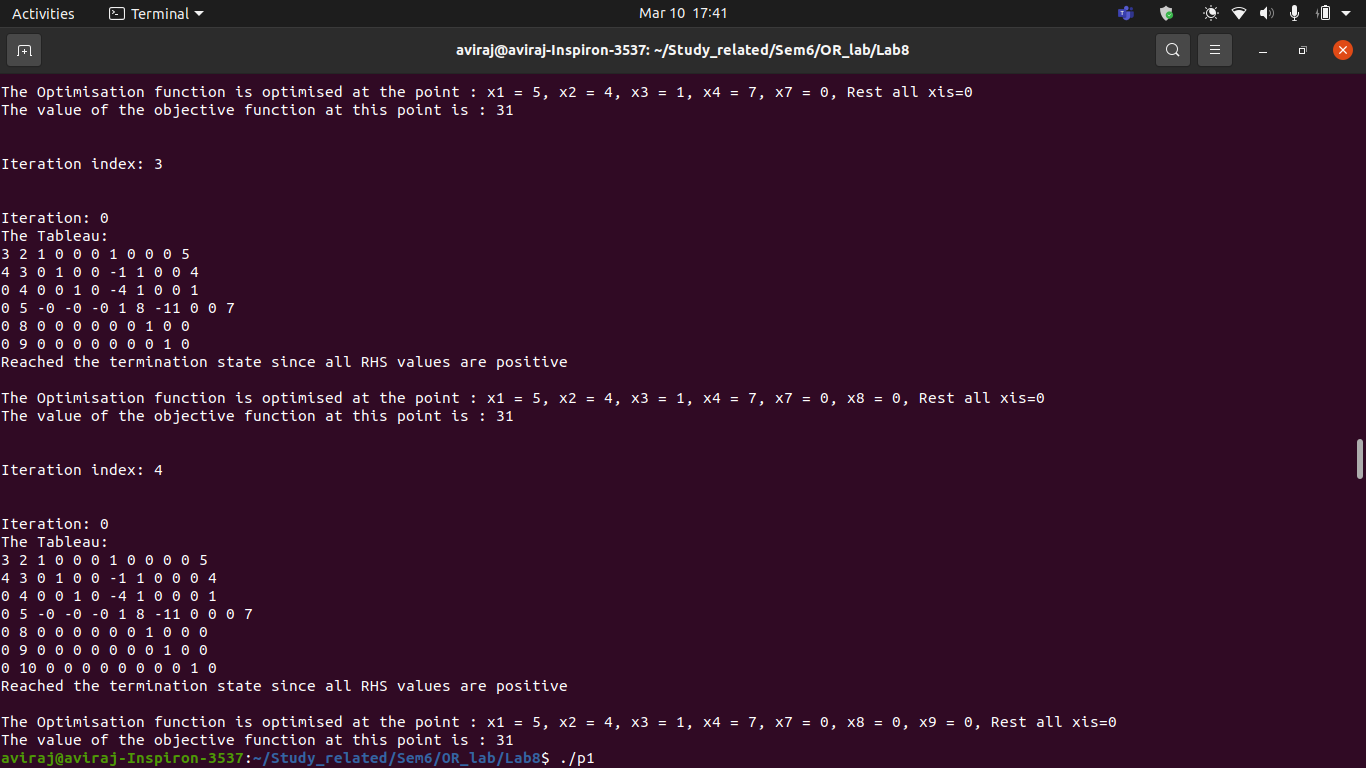 Activities Terminal Mar 10 17:41
aviraj@aviraj-Inspiron-3537: ~/Study_related/Sem6/OR_lab/Lab8
The Optimisation function is optimised at the point : x1 = 5, x2 = 4, x3 = 1, x4 = 7, x7 = 0, Rest all xis=0
The value of the objective function at this point is : 31
Iteration index: 3
Iteration: 0
The Tableau:
3 2 1 0 0 0 1 0 0 0 5
4 3 0 1 0 0 -1 1 0 0 4
0 4 0 0 1 0 -4 1 0 0 1
0 5 -0 -0 -0 1 8 -11 0 0 7
0 8 0 0 0 0 0 0 1 0 0
0 9 0 0 0 0 0 0 0 1 0
Reached the termination state since all RHS values are positive
The Optimisation function is optimised at the point : x1 = 5, x2 = 4, x3 = 1, x4 = 7, x7 = 0, x8 = 0, Rest all xis=0
The value of the objective function at this point is : 31
Iteration index: 4
Iteration: 0
The Tableau:
3 2 1 0 0 0 1 0 0 0 0 5
4 3 0 1 0 0 -1 1 0 0 0 4
0 4 0 0 1 0 -4 1 0 0 0 1
0 5 -0 -0 -0 1 8 -11 0 0 0 7
0 8 0 0 0 0 0 0 1 0 0 0
0 9 0 0 0 0 0 0 0 1 0 0
0 10 0 0 0 0 0 0 0 0 1 0
Reached the termination state since all RHS values are positive
The Optimisation function is optimised at the point : x1 = 5, x2 = 4, x3 = 1, x4 = 7, x7 = 0, x8 = 0, x9 = 0, Rest all xis=0
The value of the objective function at this point is : 31
aviraj@aviraj-Inspiron-3537:~/Study_related/Sem6/OR_lab/Lab8$ ./p1